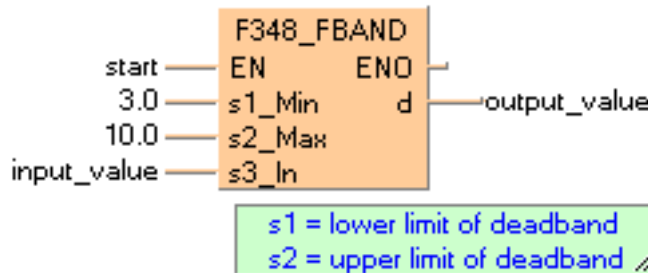 F348_FBAND
start EN ENO
3.0 s1_Min d output_value
10.0 s2_Max
input_value s3_In
s1 = lower limit of deadband
s2 = upper limit of deadband